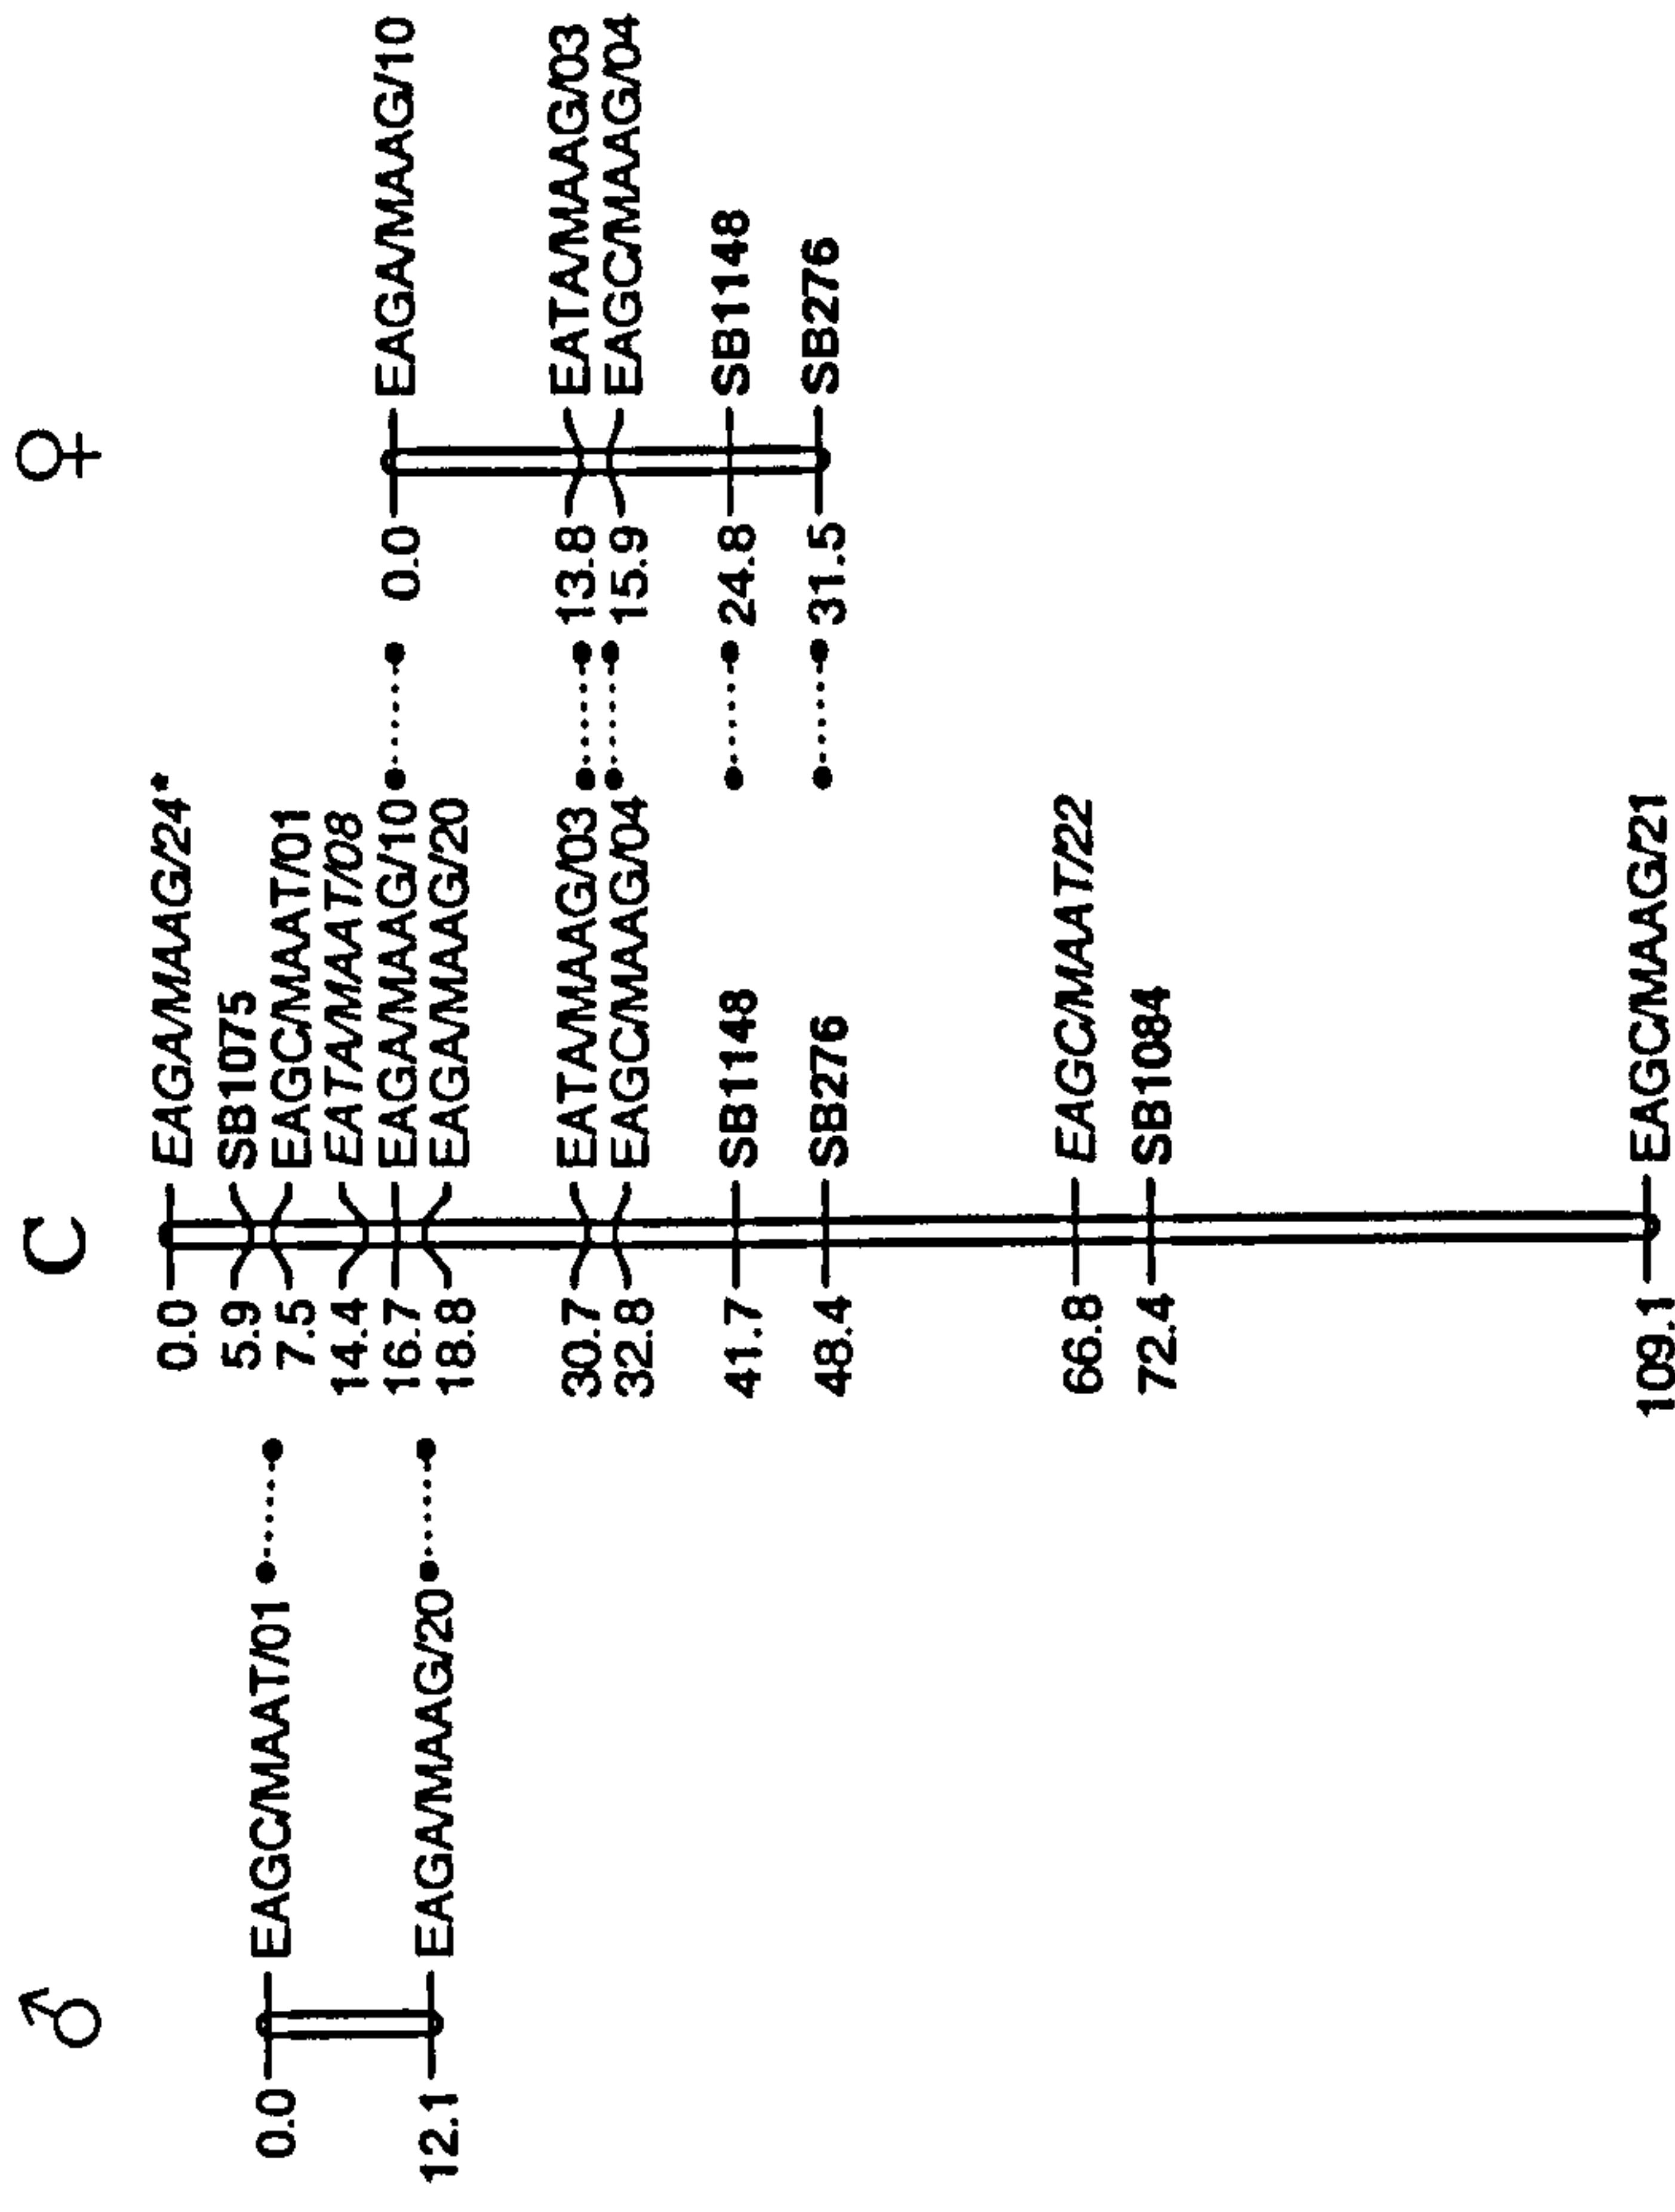 ♂
0.0 EAGC/MAAT/01
12.1 EAGA/MAAG/20
C
0.0 EAGA/MAAG/24*
5.9 SB1075
7.5 EAGC/MAAT/01
14.4 EATA/MAAT/08
16.7 EAGA/MAAG/10
18.8 EAGA/MAAG/20
30.7 EATA/MAAG/03
32.8 EAGC/MAAG/04
41.7 SB1148
48.4 SB276
66.8 EAGC/MAAT/22
72.4 SB1084
109.1 EAGC/MAAG/21
♀
0.0 EAGA/MAAG/10
13.8 EATA/MAAG/03
15.9 EAGC/MAAG/04
24.8 SB1148
31.5 SB276